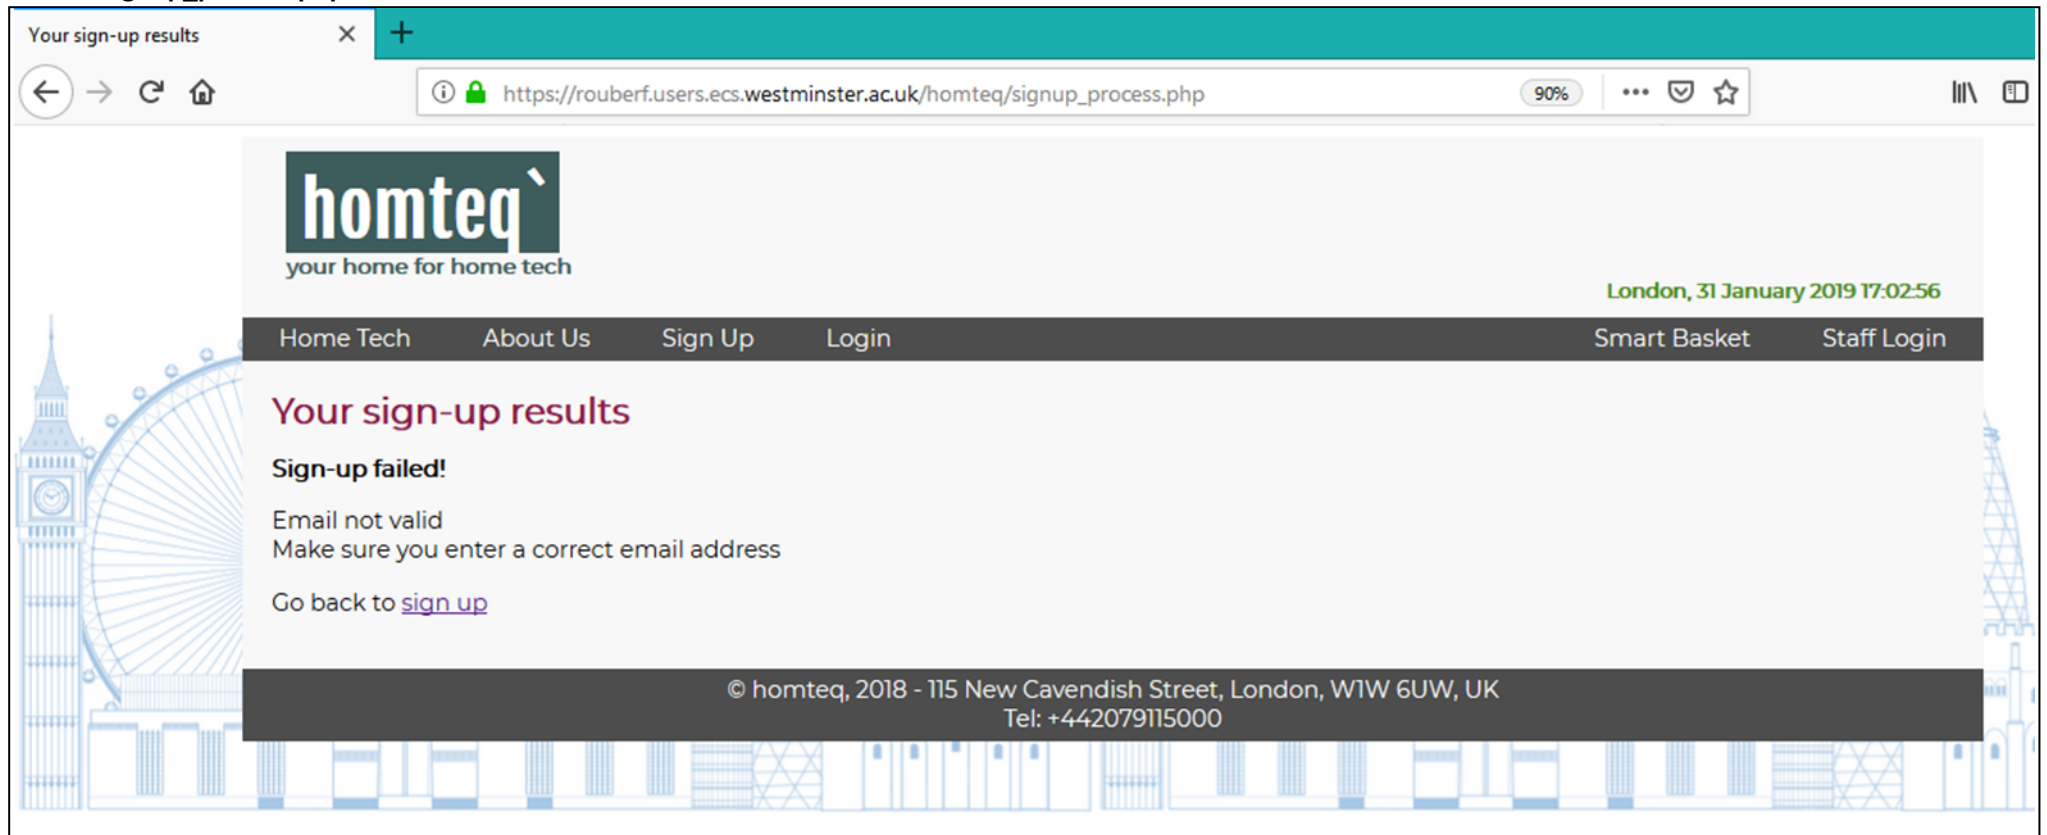 Your sign-up results
https://rouberf.users.ecs.westminster.ac.uk/homteq/signup_process.php
90%
homteq`
your home for home tech
London, 31 January 2019 17:02:56
Home Tech About Us Sign Up Login Smart Basket Staff Login
Your sign-up results
Sign-up failed!
Email not valid
Make sure you enter a correct email address
Go back to sign up
© homteq, 2018 - 115 New Cavendish Street, London, W1W 6UW, UK
Tel: +442079115000